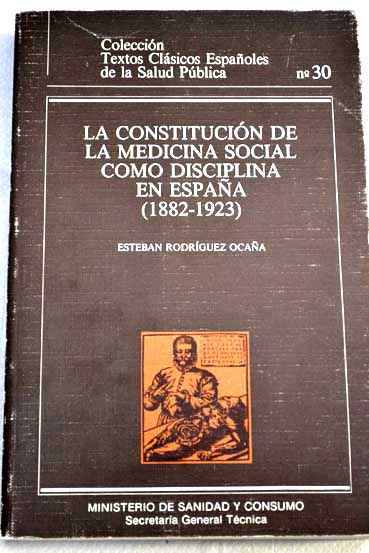 Colección
Textos Clásicos Españoles
de la Salud Pública
nº 30
LA CONSTITUCIÓN DE
LA MEDICINA SOCIAL
COMO DISCIPLINA
EN ESPAÑA
(1882-1923)
ESTEBAN RODRÍGUEZ OCAÑA
MINISTERIO DE SANIDAD Y CONSUMO
Secretaría General Técnica